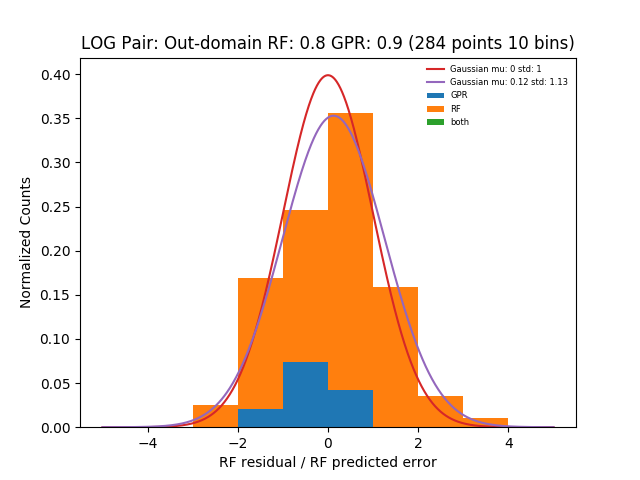 LOG Pair: Out-domain RF: 0.8 GPR: 0.9 (284 points 10 bins)
Gaussian mu: 0 std: 1
Gaussian mu: 0.12 std: 1.13
GPR
RF
both
Normalized Counts
0.40
0.35
0.30
0.25
0.20
0.15
0.10
0.05
0.00
−4 −2 0 2 4
RF residual / RF predicted error